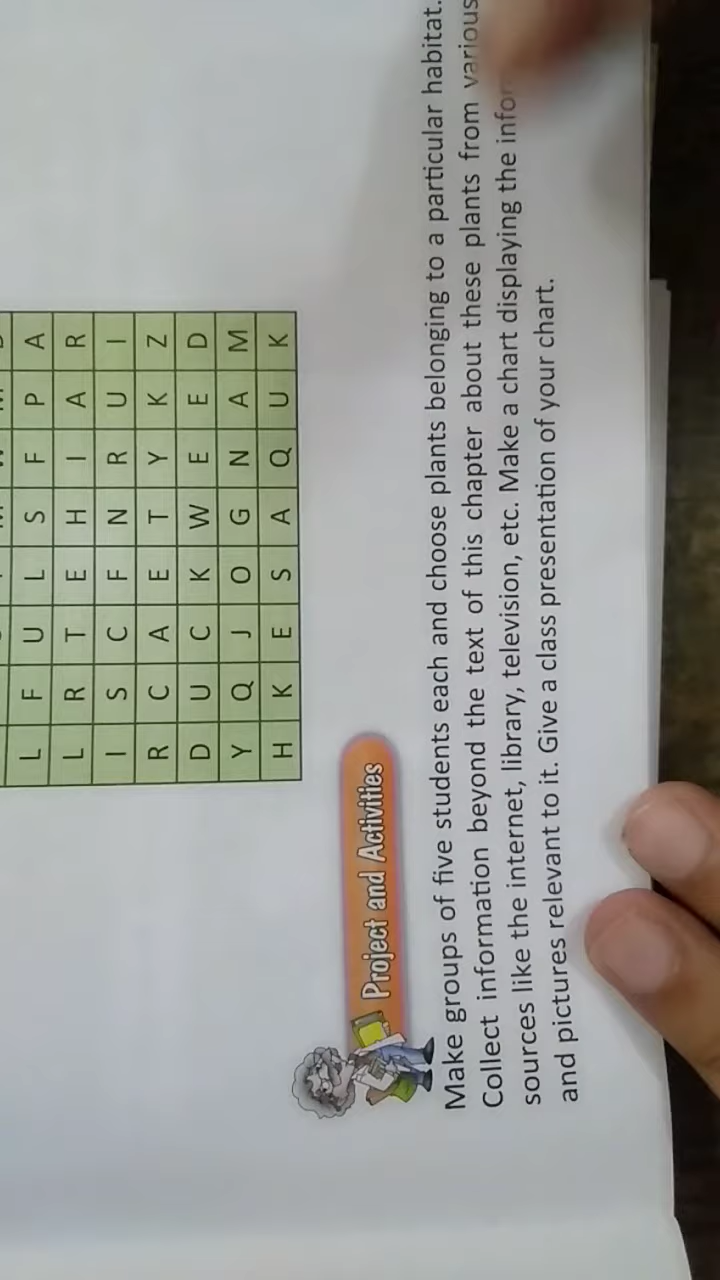 L F U L S F P A
L R T E H I A R
I S C F N R U I
R C A E T Y K Z
D U C K W E E D
Y Q J O G N A M
H K E S A Q U K
Project and Activities
Make groups of five students each and choose plants belonging to a particular habitat.
Collect information beyond the text of this chapter about these plants from various
sources like the internet, library, television, etc. Make a chart displaying the
and pictures relevant to it. Give a class presentation of your chart.